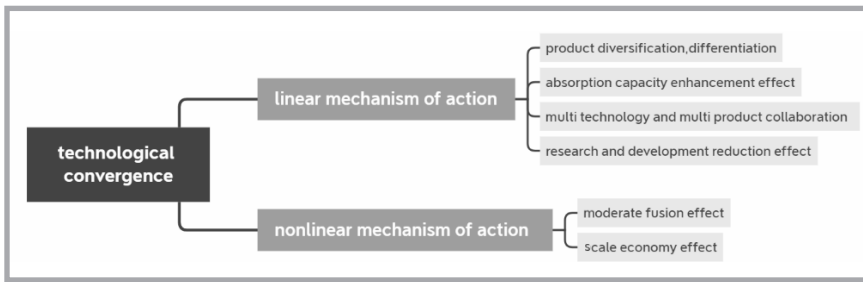 technological
convergence
linear mechanism of action
product diversification,differentiation
absorption capacity enhancement effect
multi technology and multi product collaboration
research and development reduction effect
nonlinear mechanism of action
moderate fusion effect
scale economy effect